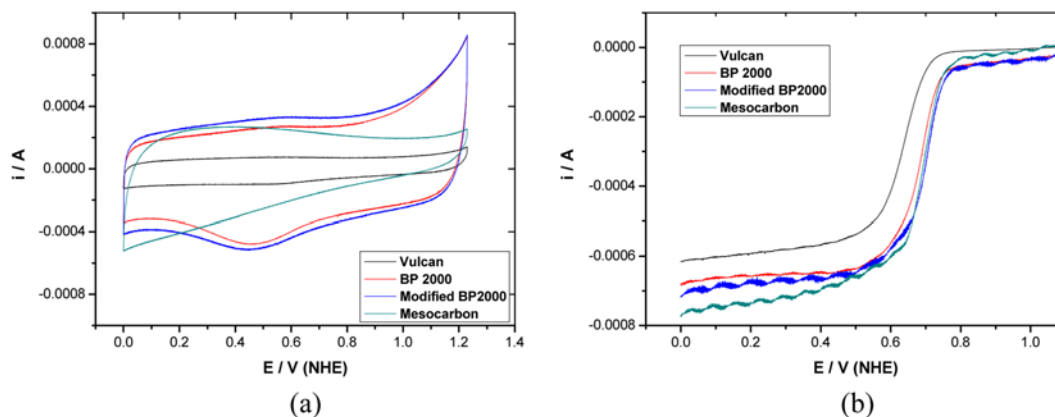 0.0008
0.0004
0.0000
-0.0004
-0.0008
i / A
Vulcan
BP 2000
Modified BP2000
Mesocarbon
0.0 0.2 0.4 0.6 0.8 1.0 1.2 1.4
E / V (NHE)
(a)
0.0000
-0.0002
-0.0004
-0.0006
-0.0008
i / A
Vulcan
BP 2000
Modified BP2000
Mesocarbon
0.0 0.2 0.4 0.6 0.8 1.0
E / V (NHE)
(b)